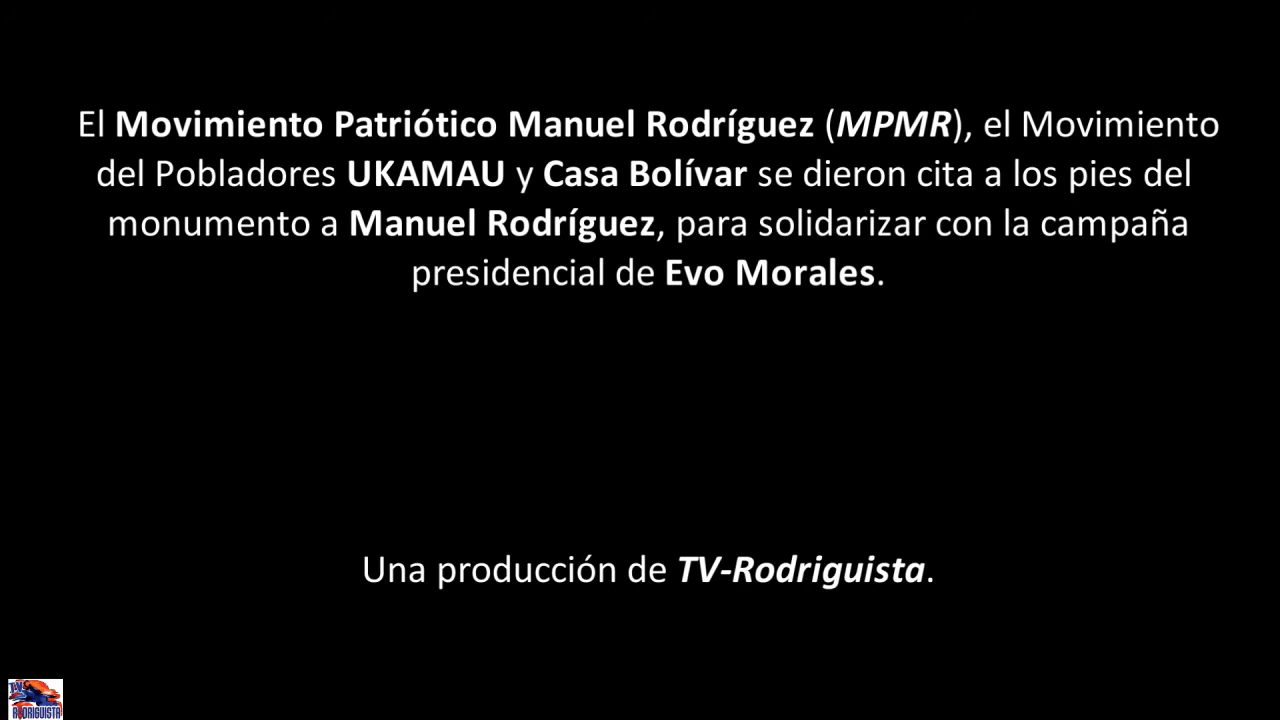 El Movimiento Patriótico Manuel Rodríguez (MPMR), el Movimiento
del Pobladores UKAMAU y Casa Bolívar se dieron cita a los pies del
monumento a Manuel Rodríguez, para solidarizar con la campaña
presidencial de Evo Morales.
Una producción de TV-Rodriguista.
TV
RODRIGUISTA